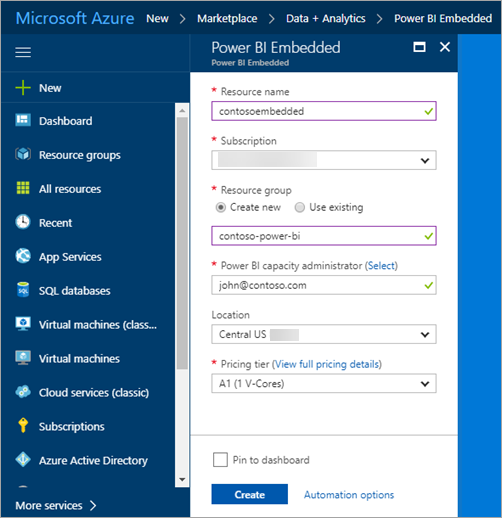 Microsoft Azure New > Marketplace > Data + Analytics > Power BI Embedded
New
Dashboard
Resource groups
All resources
Recent
App Services
SQL databases
Virtual machines (class...
Virtual machines
Cloud services (classic)
Subscriptions
Azure Active Directory
More services >
Power BI Embedded
Power BI Embedded
* Resource name
contosoembedded
* Subscription
* Resource group
Create new Use existing
contoso-power-bi
* Power BI capacity administrator (Select)
john@contoso.com
Location
Central US
* Pricing tier (View full pricing details)
A1 (1 V-Cores)
Pin to dashboard
Create Automation options